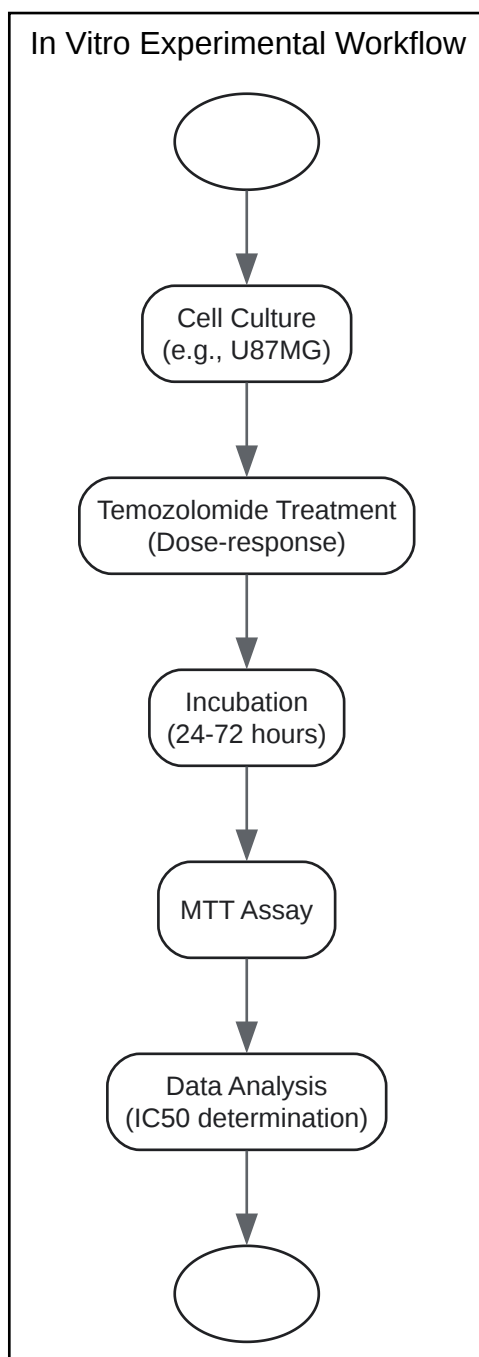 In Vitro Experimental Workflow
Cell Culture
(e.g., U87MG)
Temozolomide Treatment
(Dose-response)
Incubation
(24-72 hours)
MTT Assay
Data Analysis
(IC50 determination)